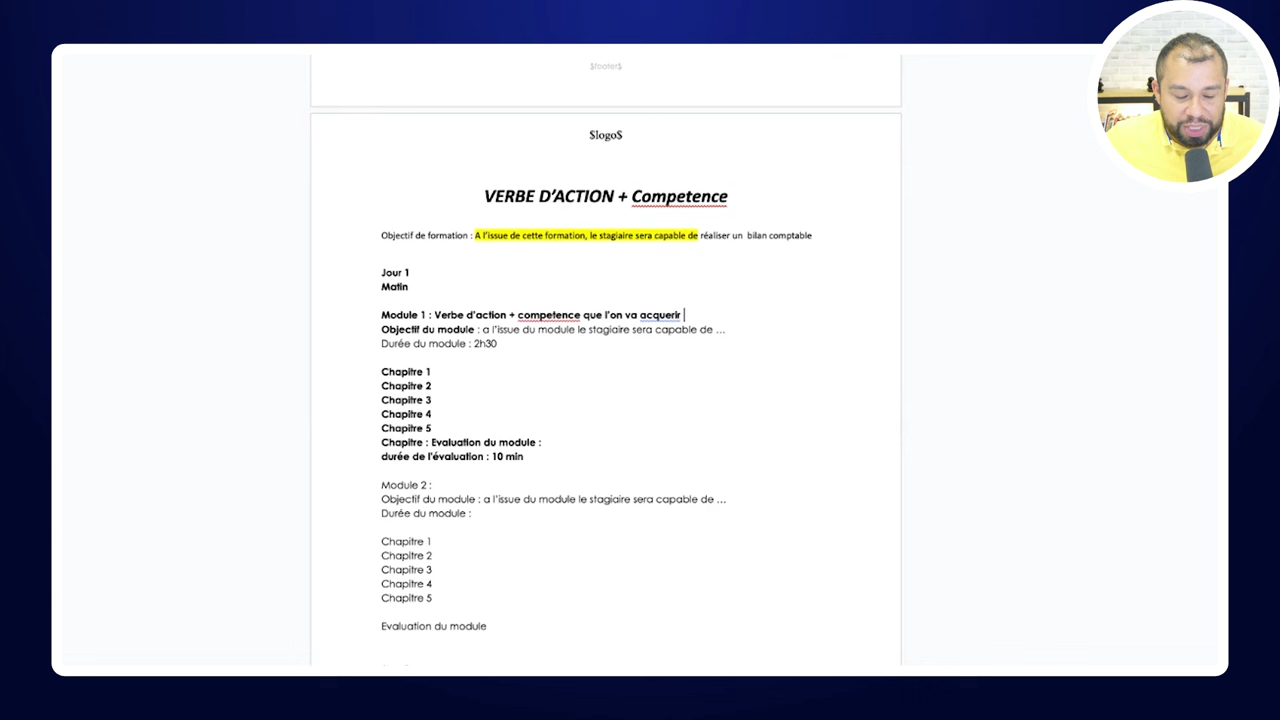 $footer$
$logo$
VERBE D'ACTION + Competence
Objectif de formation : A l'issue de cette formation, le stagiaire sera capable de réaliser un bilan comptable
Jour 1
Matin
Module 1 : Verbe d'action + competence que l'on va acquerir
Objectif du module : a l'issue du module le stagiaire sera capable de ...
Durée du module : 2h30
Chapitre 1
Chapitre 2
Chapitre 3
Chapitre 4
Chapitre 5
Chapitre : Evaluation du module :
durée de l'évaluation : 10 min
Module 2 :
Objectif du module : a l'issue du module le stagiaire sera capable de ...
Durée du module :
Chapitre 1
Chapitre 2
Chapitre 3
Chapitre 4
Chapitre 5
Evaluation du module